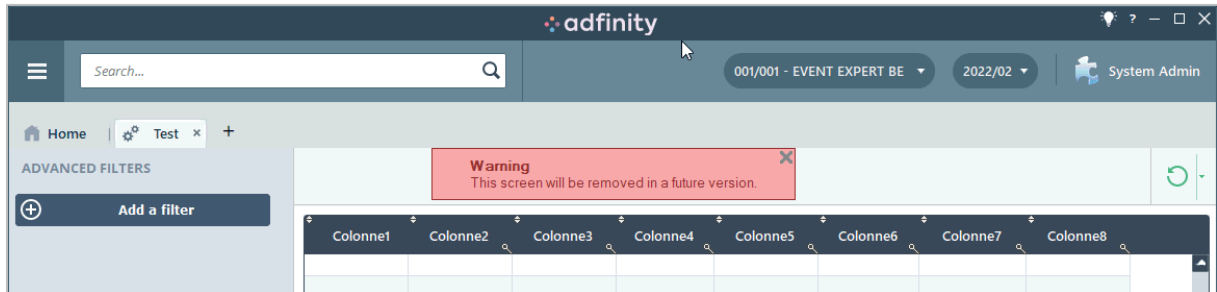 adfinity
?
Search...
001/001 - EVENT EXPERT BE
2022/02
System Admin
Home
Test
ADVANCED FILTERS
Warning
This screen will be removed in a future version.
Add a filter
Colonne1 Colonne2 Colonne3 Colonne4 Colonne5 Colonne6 Colonne7 Colonne8